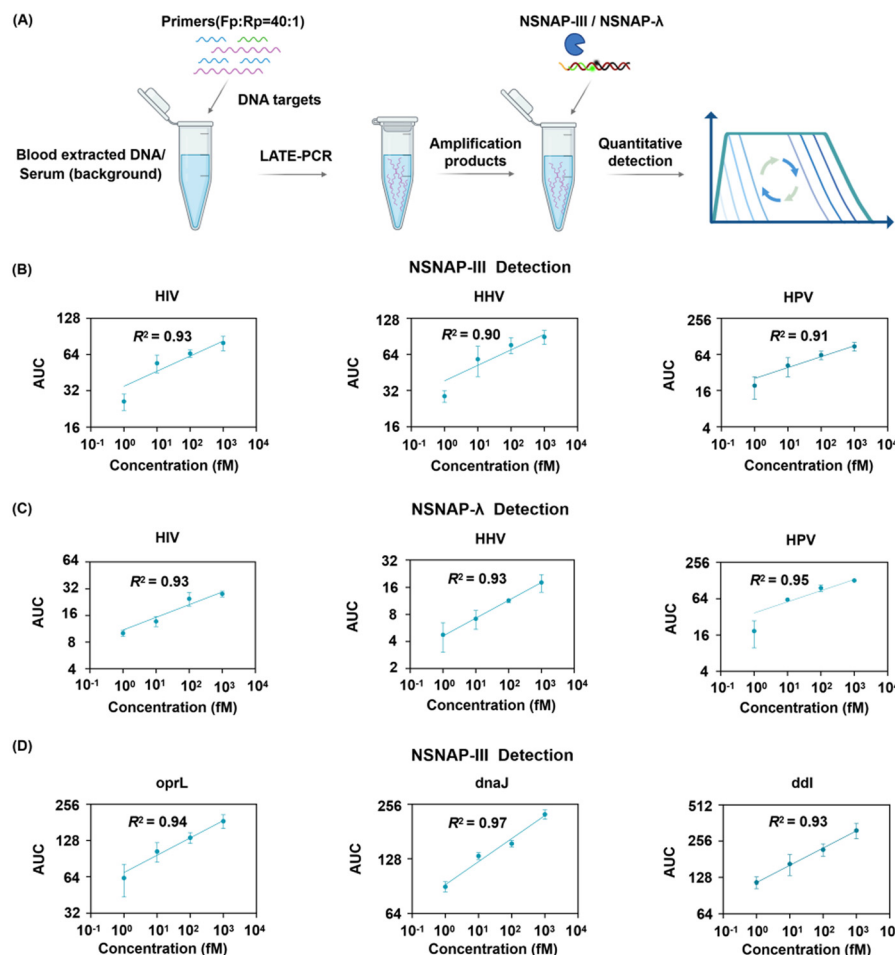 (A)
Primers(Fp:Rp=40:1)
NSNAP-III / NSNAP-λ
DNA targets
Blood extracted DNA/
Serum (background)
LATE-PCR
Amplification
products
Quantitative
detection
(B)
NSNAP-III Detection
HIV
HHV
HPV
128
64
32
16
AUC
R² = 0.93
10⁻¹ 10⁰ 10¹ 10² 10³ 10⁴
Concentration (fM)
128
64
32
16
AUC
R² = 0.90
10⁻¹ 10⁰ 10¹ 10² 10³ 10⁴
Concentration (fM)
256
64
16
4
AUC
R² = 0.91
10⁻¹ 10⁰ 10¹ 10² 10³ 10⁴
Concentration (fM)
(C)
NSNAP-λ Detection
HIV
HHV
HPV
64
32
16
8
4
AUC
R² = 0.93
10⁻¹ 10⁰ 10¹ 10² 10³ 10⁴
Concentration (fM)
32
16
8
4
2
AUC
R² = 0.93
10⁻¹ 10⁰ 10¹ 10² 10³ 10⁴
Concentration (fM)
256
64
16
4
AUC
R² = 0.95
10⁻¹ 10⁰ 10¹ 10² 10³ 10⁴
Concentration (fM)
(D)
NSNAP-III Detection
oprL
dnaJ
ddl
256
128
64
32
AUC
R² = 0.94
10⁻¹ 10⁰ 10¹ 10² 10³ 10⁴
Concentration (fM)
256
128
64
AUC
R² = 0.97
10⁻¹ 10⁰ 10¹ 10² 10³ 10⁴
Concentration (fM)
512
256
128
64
AUC
R² = 0.93
10⁻¹ 10⁰ 10¹ 10² 10³ 10⁴
Concentration (fM)